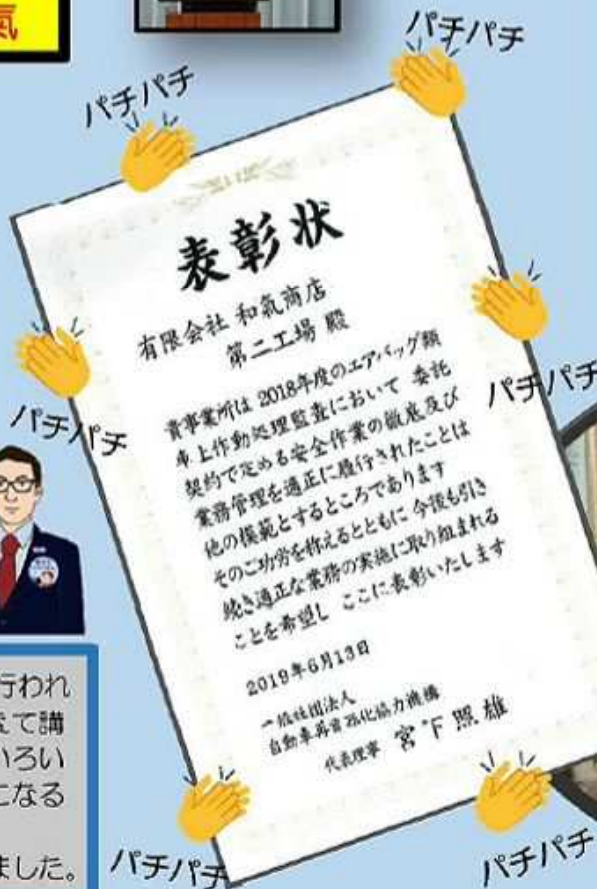 氣
パチパチ
パチパチ
表彰状
有限会社 和氣商店
第二工場 殿
貴事業所は 2018年度のエアバッグ類
車上作動処理監査において 委託
契約で定める安全作業の徹底及び
業務管理を適正に履行されたことは
他の模範とするところであります
そのご功労を称えるとともに 今後も引き
続き適正な業務の実施に取り組まれる
ことを希望し ここに表彰いたします
2019年6月13日
一般社団法人
自動車再資源化協力機構
代表理事 宮下照雄
パチパチ
パチパチ
行われ
えて講
いろい
になる
ました。
パチパチ
パチパチ